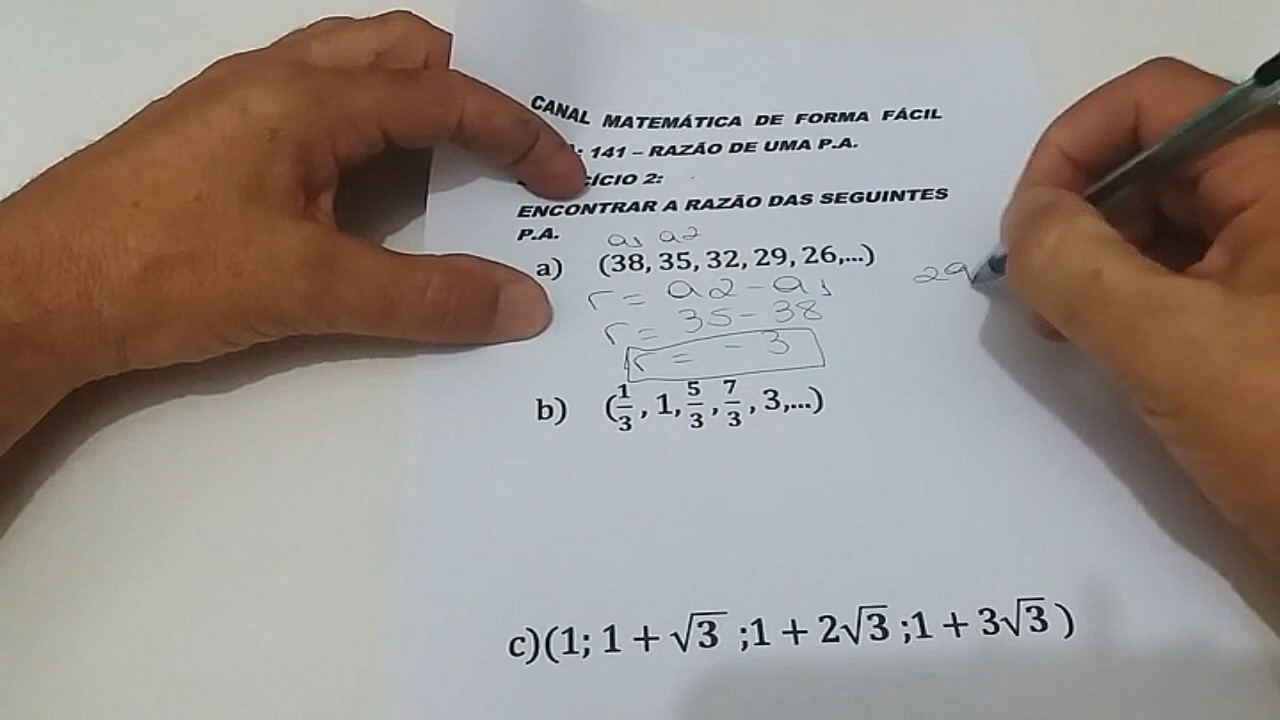 CANAL MATEMÁTICA DE FORMA FÁCIL
: 141 – RAZÃO DE UMA P.A.
CÍCIO 2:
ENCONTRAR A RAZÃO DAS SEGUINTES
P.A.
a1 a2
a) (38, 35, 32, 29, 26,...) 29
r = a2 - a1
r = 35 - 38
r = - 3
b) (1/3, 1, 5/3, 7/3, 3,...)
c)(1; 1 + √3 ;1 + 2√3 ;1 + 3√3 )